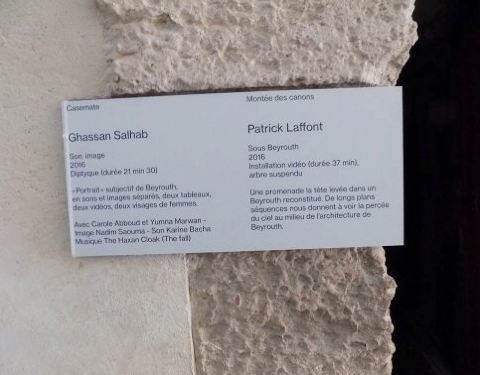 Casemate
Ghassan Salhab
Son image
2016
Diptyque (durée 21 min 30)
«Portrait» subjectif de Beyrouth,
en sons et images séparés, deux tableaux,
deux vidéos, deux visages de femmes.
Avec Carole Abboud et Yumna Marwan -
Image Nadim Saouma - Son Karine Bacha
Musique The Haxan Cloak (The fall)
Montée des canons
Patrick Laffont
Sous Beyrouth
2016
Installation vidéo (durée 37 min),
arbre suspendu
Une promenade la tête levée dans un
Beyrouth reconstitué. De longs plans
séquences nous donnent à voir la percée
du ciel au milieu de l'architecture de
Beyrouth.